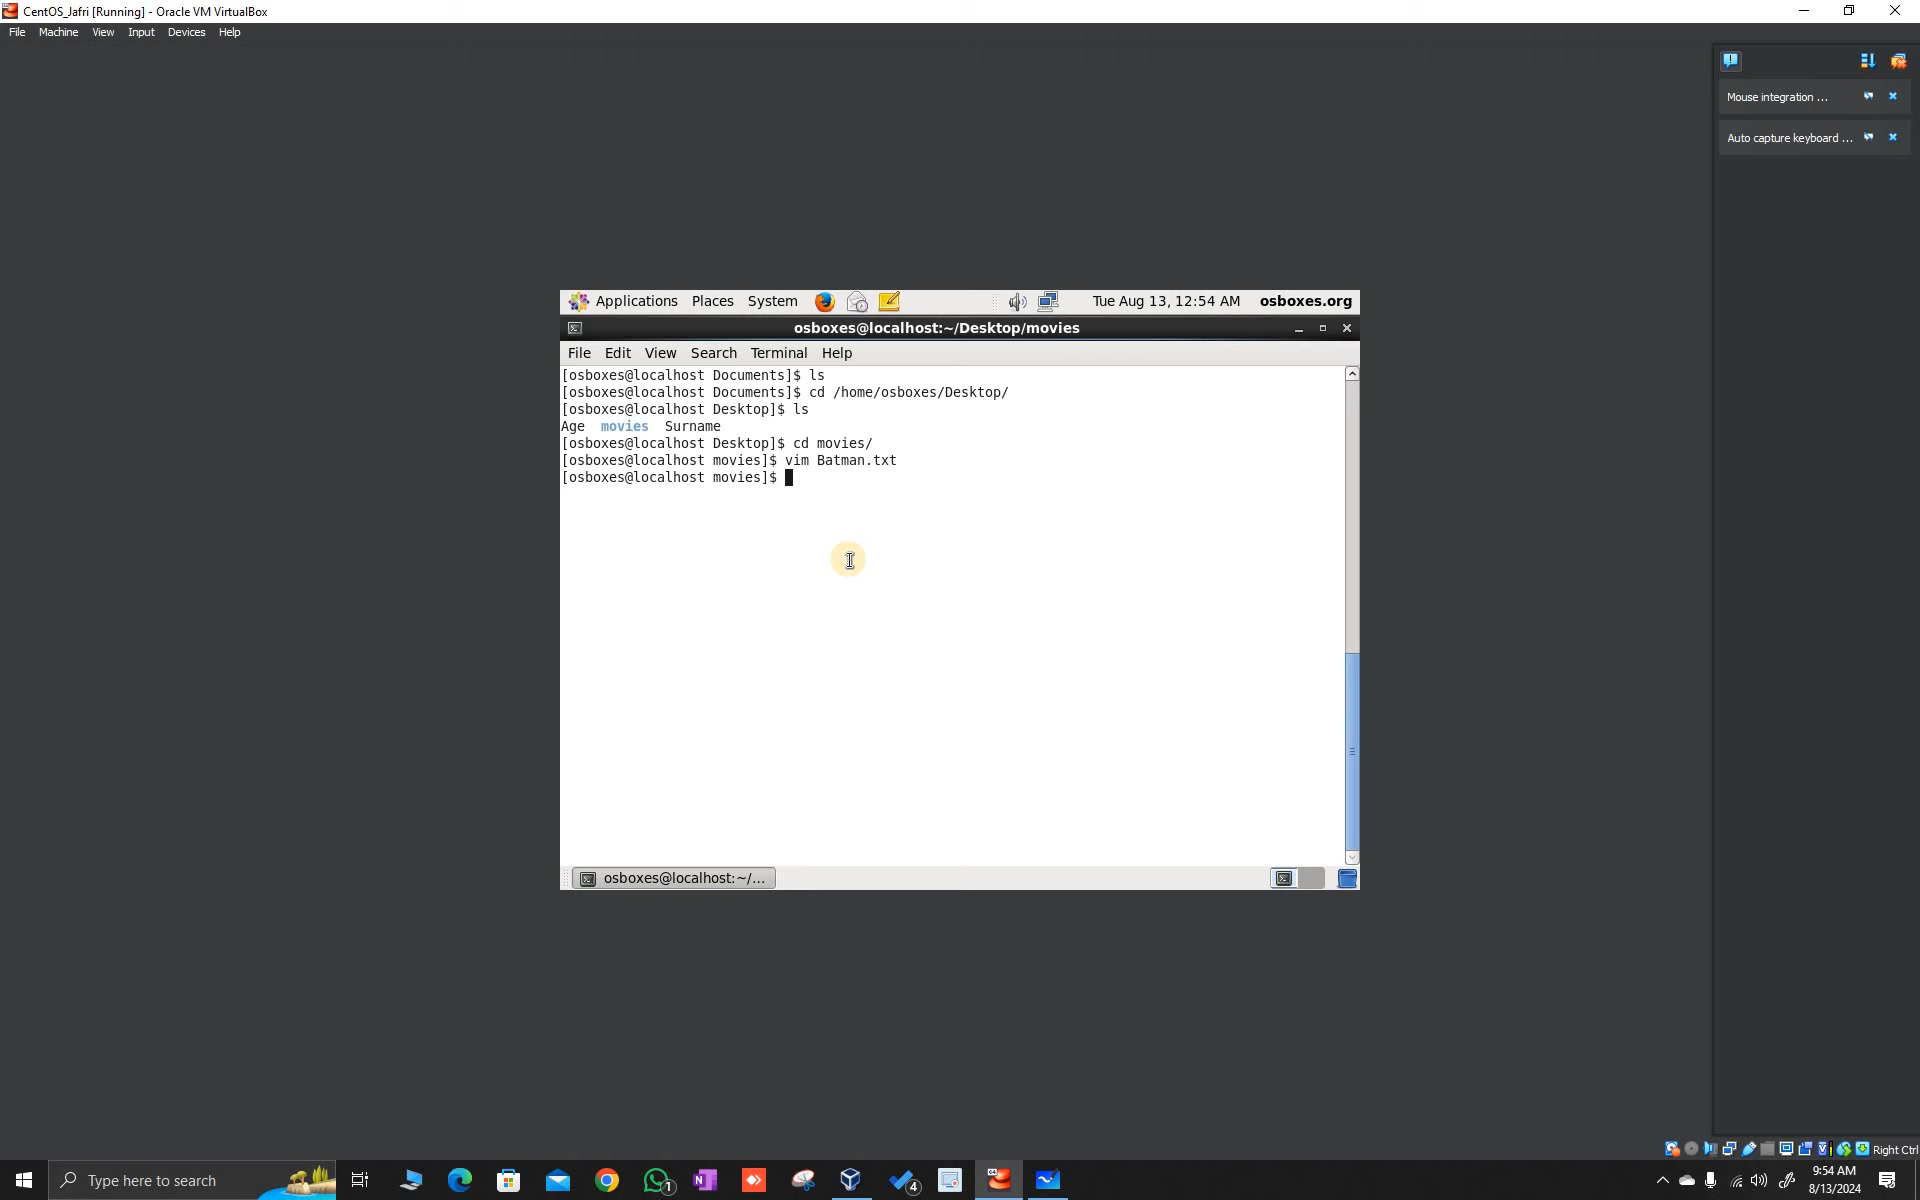 CentOS_Jafri [Running] - Oracle VM VirtualBox
File Machine View Input Devices Help
Mouse integration ...
Auto capture keyboard ...
Applications Places System Tue Aug 13, 12:54 AM osboxes.org
osboxes@localhost:~/Desktop/movies
File Edit View Search Terminal Help
[osboxes@localhost Documents]$ ls
[osboxes@localhost Documents]$ cd /home/osboxes/Desktop/
[osboxes@localhost Desktop]$ ls
Age movies Surname
[osboxes@localhost Desktop]$ cd movies/
[osboxes@localhost movies]$ vim Batman.txt
[osboxes@localhost movies]$
osboxes@localhost:~/...
Right Ctrl
Type here to search
1
4
9:54 AM
8/13/2024